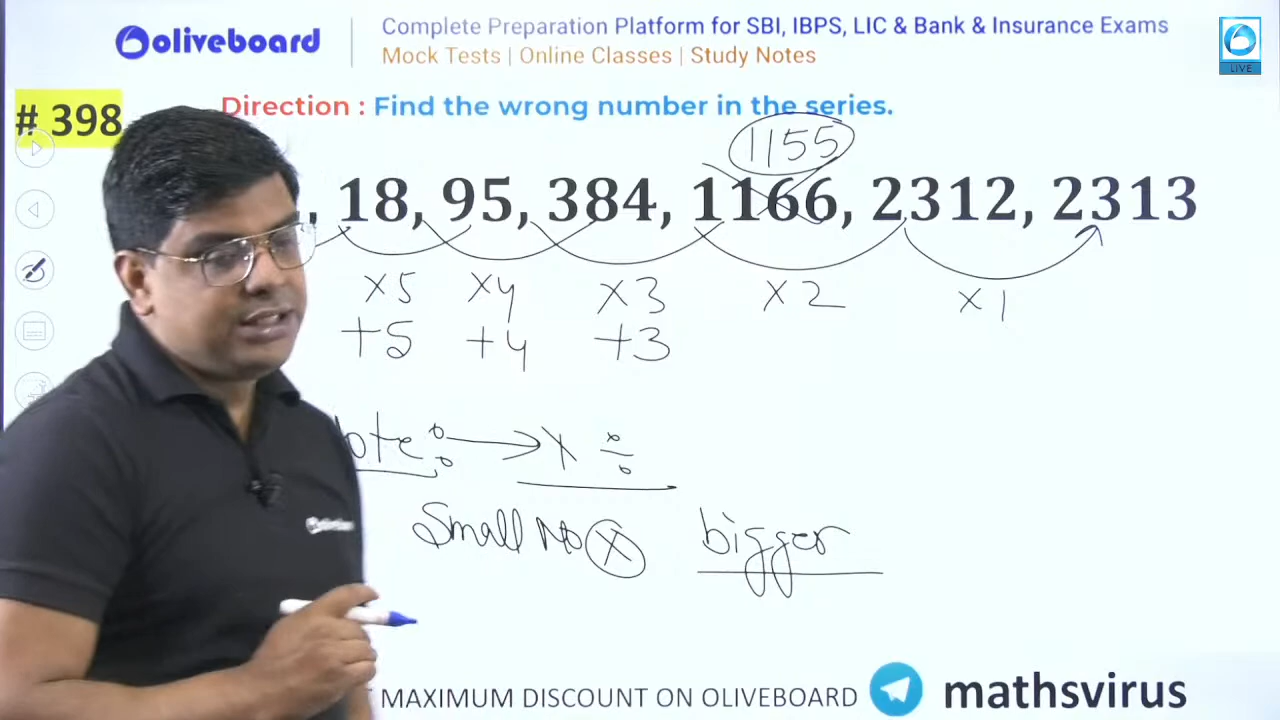 oliveboard
Complete Preparation Platform for SBI, IBPS, LIC & Bank & Insurance Exams
Mock Tests | Online Classes | Study Notes
LIVE
# 398
Direction : Find the wrong number in the series.
1155
, 18, 95, 384, 1166, 2312, 2313
×5 ×4 ×3 ×2 ×1
+5 +4 +3
ote: → × ÷
Small No × bigger
oliveboard
MAXIMUM DISCOUNT ON OLIVEBOARD
mathsvirus